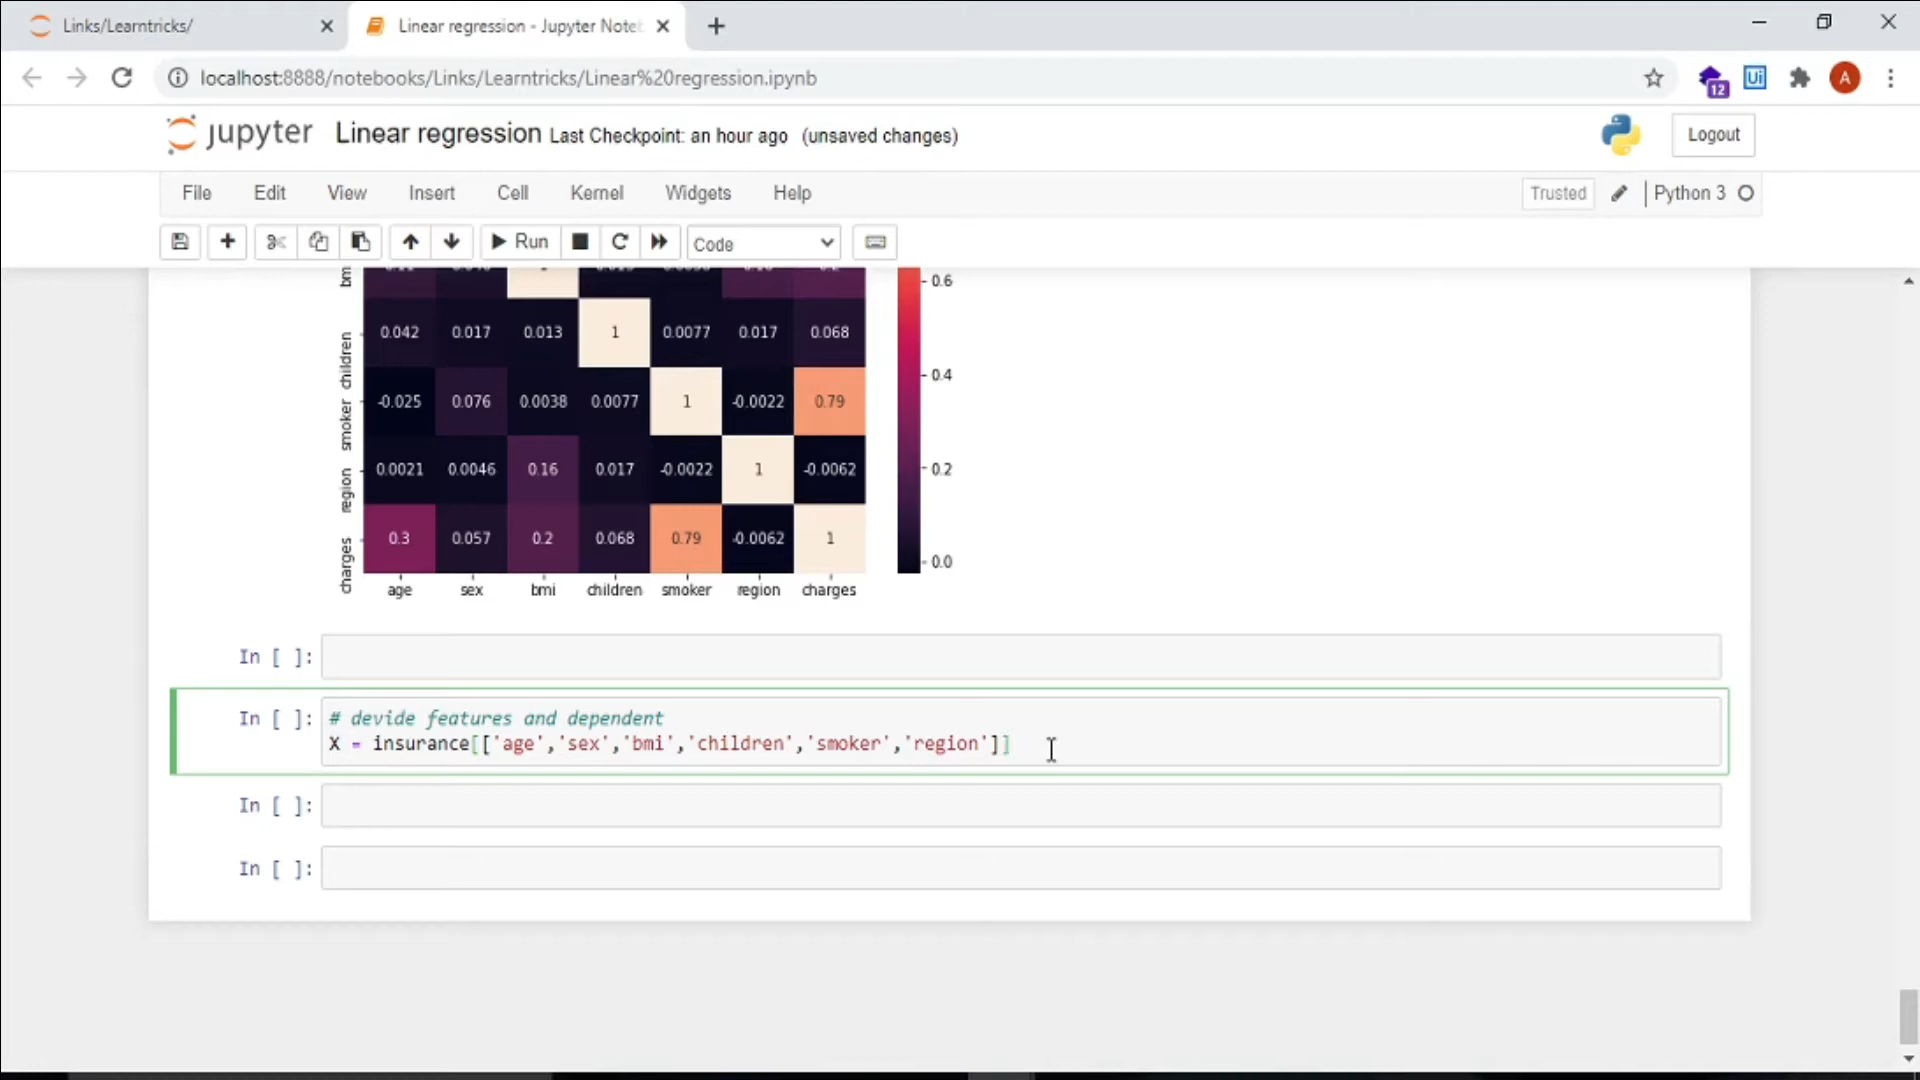 Links/Learntricks/
Linear regression - Jupyter Note
localhost:8888/notebooks/Links/Learntricks/Linear%20regression.ipynb
12
Ui
A
jupyter Linear regression Last Checkpoint: an hour ago (unsaved changes)
Logout
File Edit View Insert Cell Kernel Widgets Help
Trusted
Python 3
Run
Code
bm
0.6
children 0.042 0.017 0.013 1 0.0077 0.017 0.068
0.4
smoker -0.025 0.076 0.0038 0.0077 1 -0.0022 0.79
region 0.0021 0.0046 0.16 0.017 -0.0022 1 -0.0062
0.2
charges 0.3 0.057 0.2 0.068 0.79 -0.0062 1
0.0
age sex bmi children smoker region charges
In [ ]:
In [ ]: # devide features and dependent
X = insurance[['age','sex','bmi','children','smoker','region']]
In [ ]:
In [ ]: